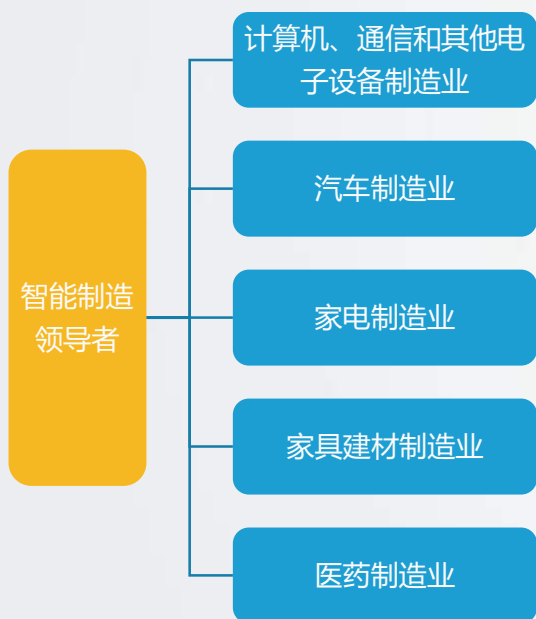 计算机、通信和其他电
子设备制造业
汽车制造业
智能制造
领导者
家电制造业
家具建材制造业
医药制造业